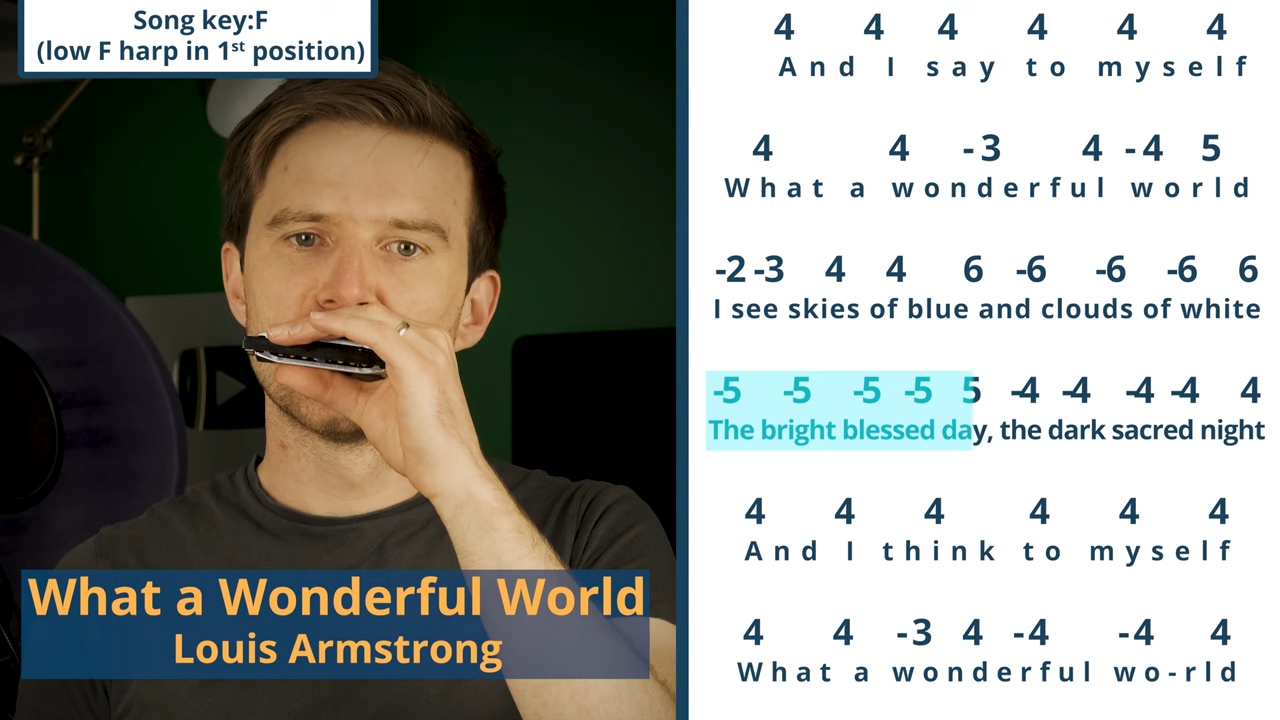 Song key:F
(low F harp in 1st position)
What a Wonderful World
Louis Armstrong
4 4 4 4 4 4
And I say to myself
4 4 -3 4 -4 5
What a wonderful world
-2 -3 4 4 6 -6 -6 -6 6
I see skies of blue and clouds of white
-5 -5 -5 -5 5 -4 -4 -4 -4 4
The bright blessed day, the dark sacred night
4 4 4 4 4 4
And I think to myself
4 4 -3 4 -4 -4 4
What a wonderful wo-rld